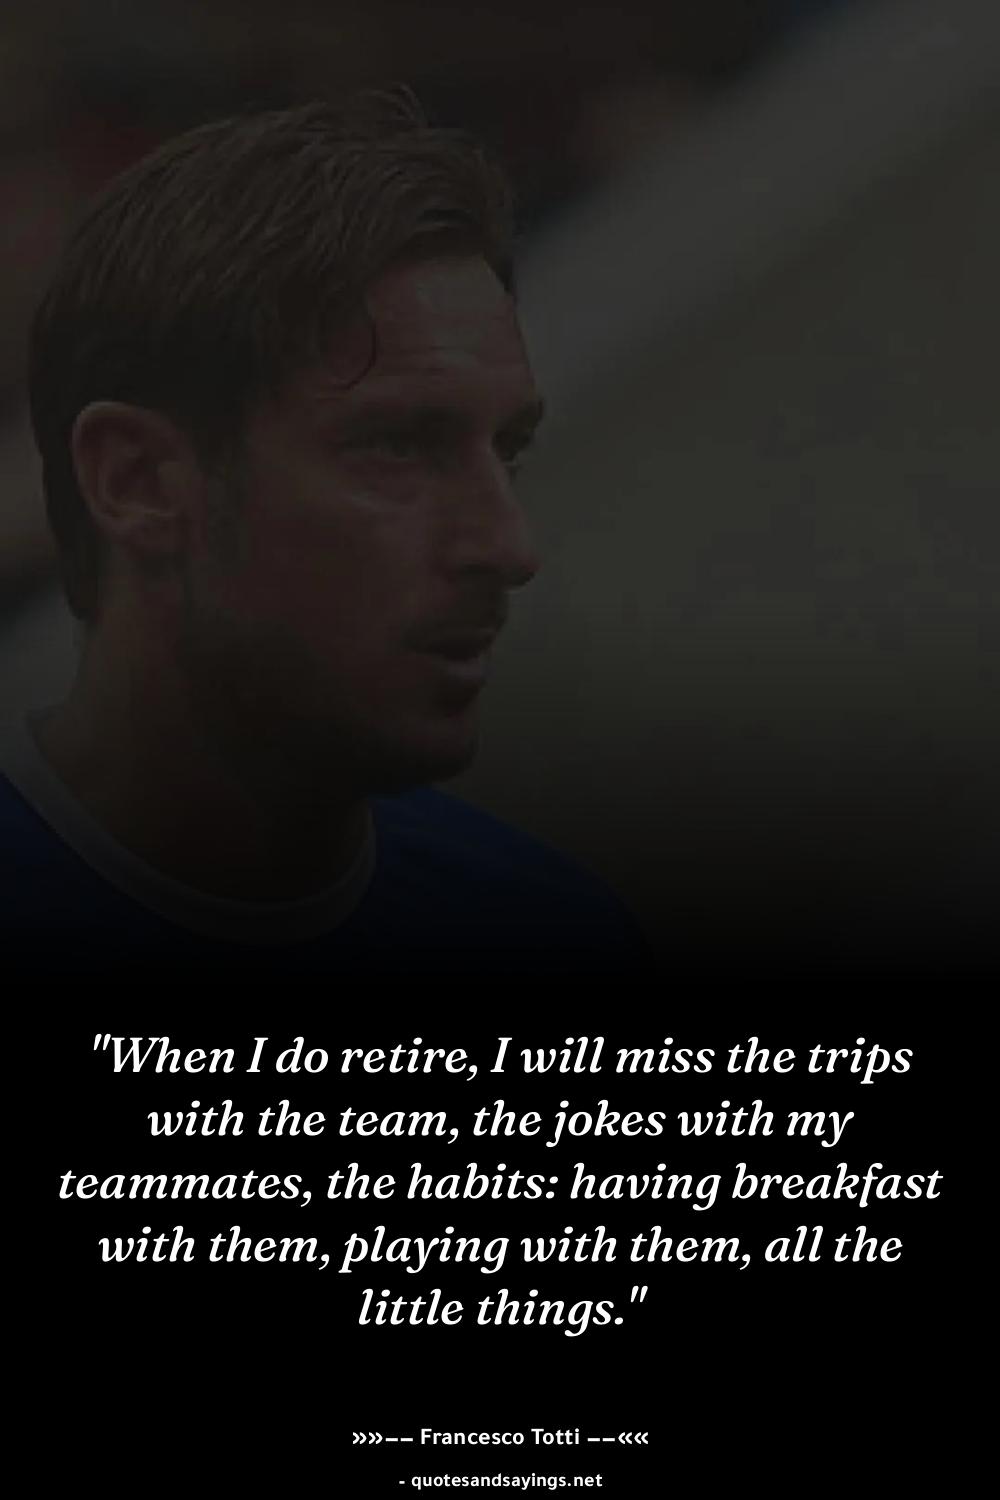 "When I do retire, I will miss the trips
with the team, the jokes with my
teammates, the habits: having breakfast
with them, playing with them, all the
little things."
»»−− Francesco Totti −−««
- quotesandsayings.net